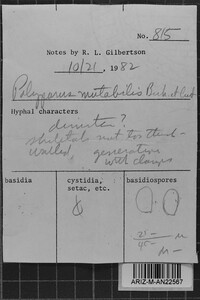 No. 815
Notes by R. L. Gilbertson
10/21, 1982
Polyporus mutabilis Berk. et Curt.
Hyphal characters
dimitic?
skeletals not too thick-
walled, generative
with clamps
basidia cystidia, basidiospores
setae, etc.
ARIZ-M-AN22567